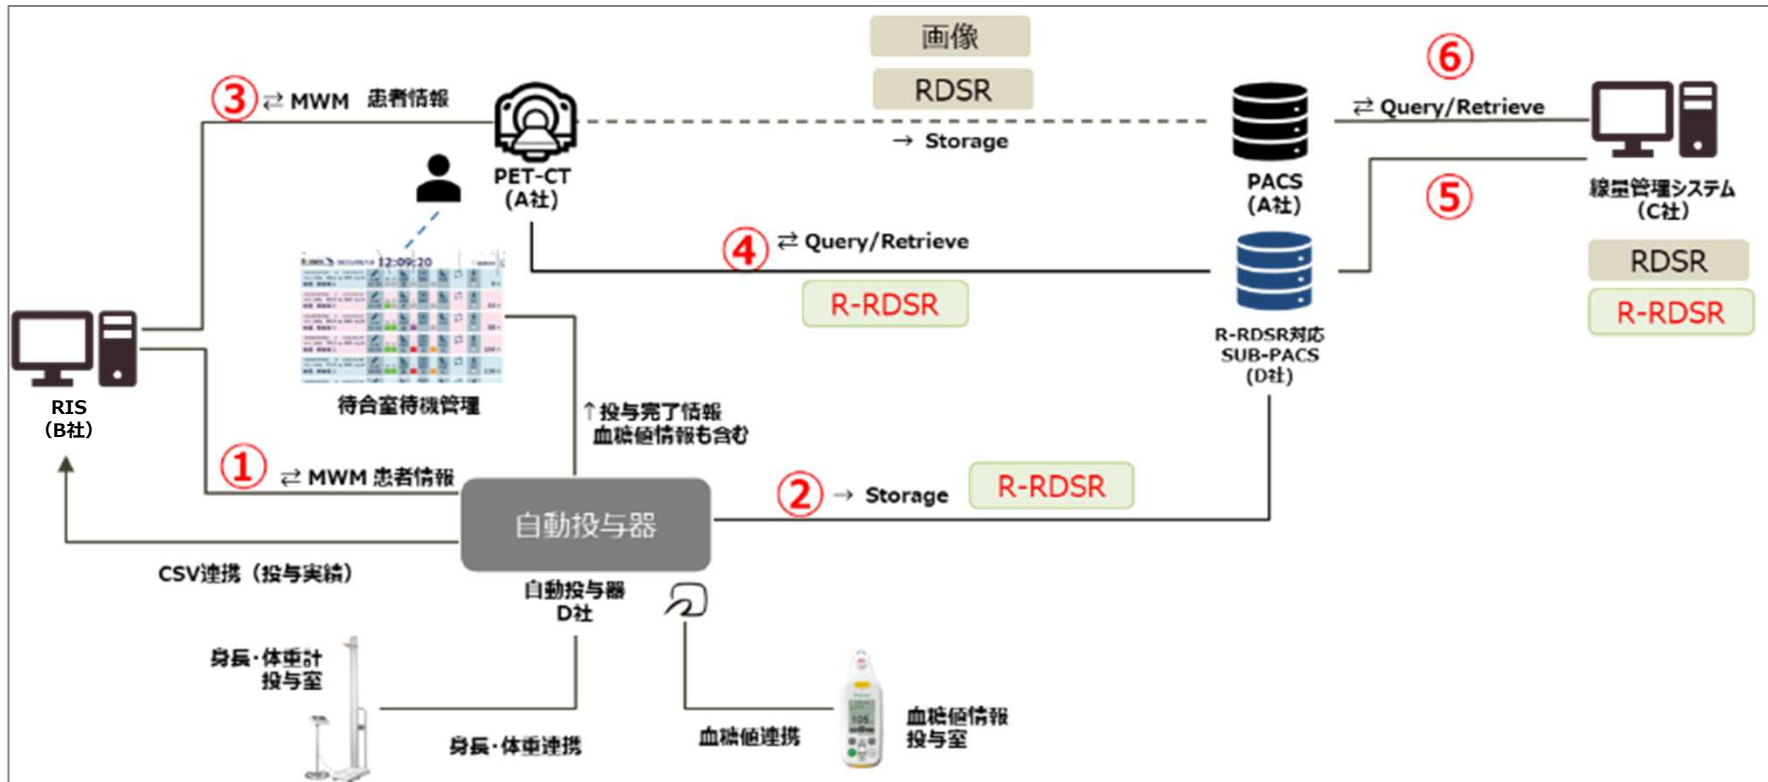 画像
RDSR
⑥
③ ⇄ MWM 患者情報
⇄ Query/Retrieve
→ Storage
PET-CT
(A社)
PACS
(A社)
線量管理システム
（C社）
⑤
④ ⇄ Query/Retrieve
R-RDSR
RDSR
R-RDSR
12:09:20
R-RDSR対応
SUB-PACS
(D社)
待合室待機管理
RIS
（B社）
↑投与完了情報
血糖値情報も含む
① ⇄ MWM 患者情報
② → Storage
R-RDSR
自動投与器
CSV連携（投与実績）
自動投与器
D社
身長・体重計
投与室
身長・体重連携
血糖値連携
血糖値情報
投与室